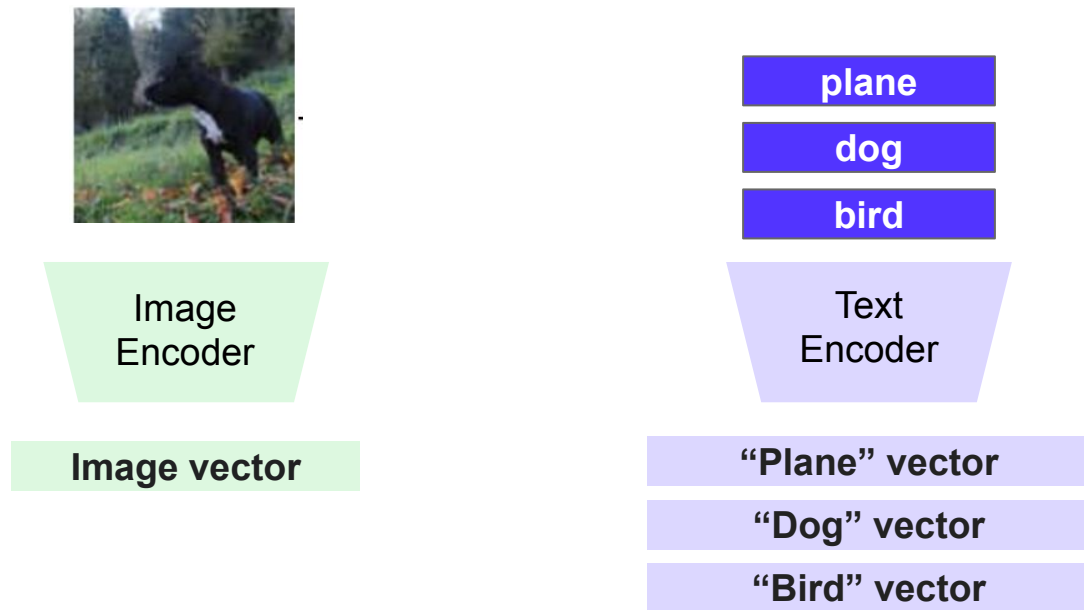 plane
dog
bird
Image
Encoder
Text
Encoder
Image vector
“Plane” vector
“Dog” vector
“Bird” vector